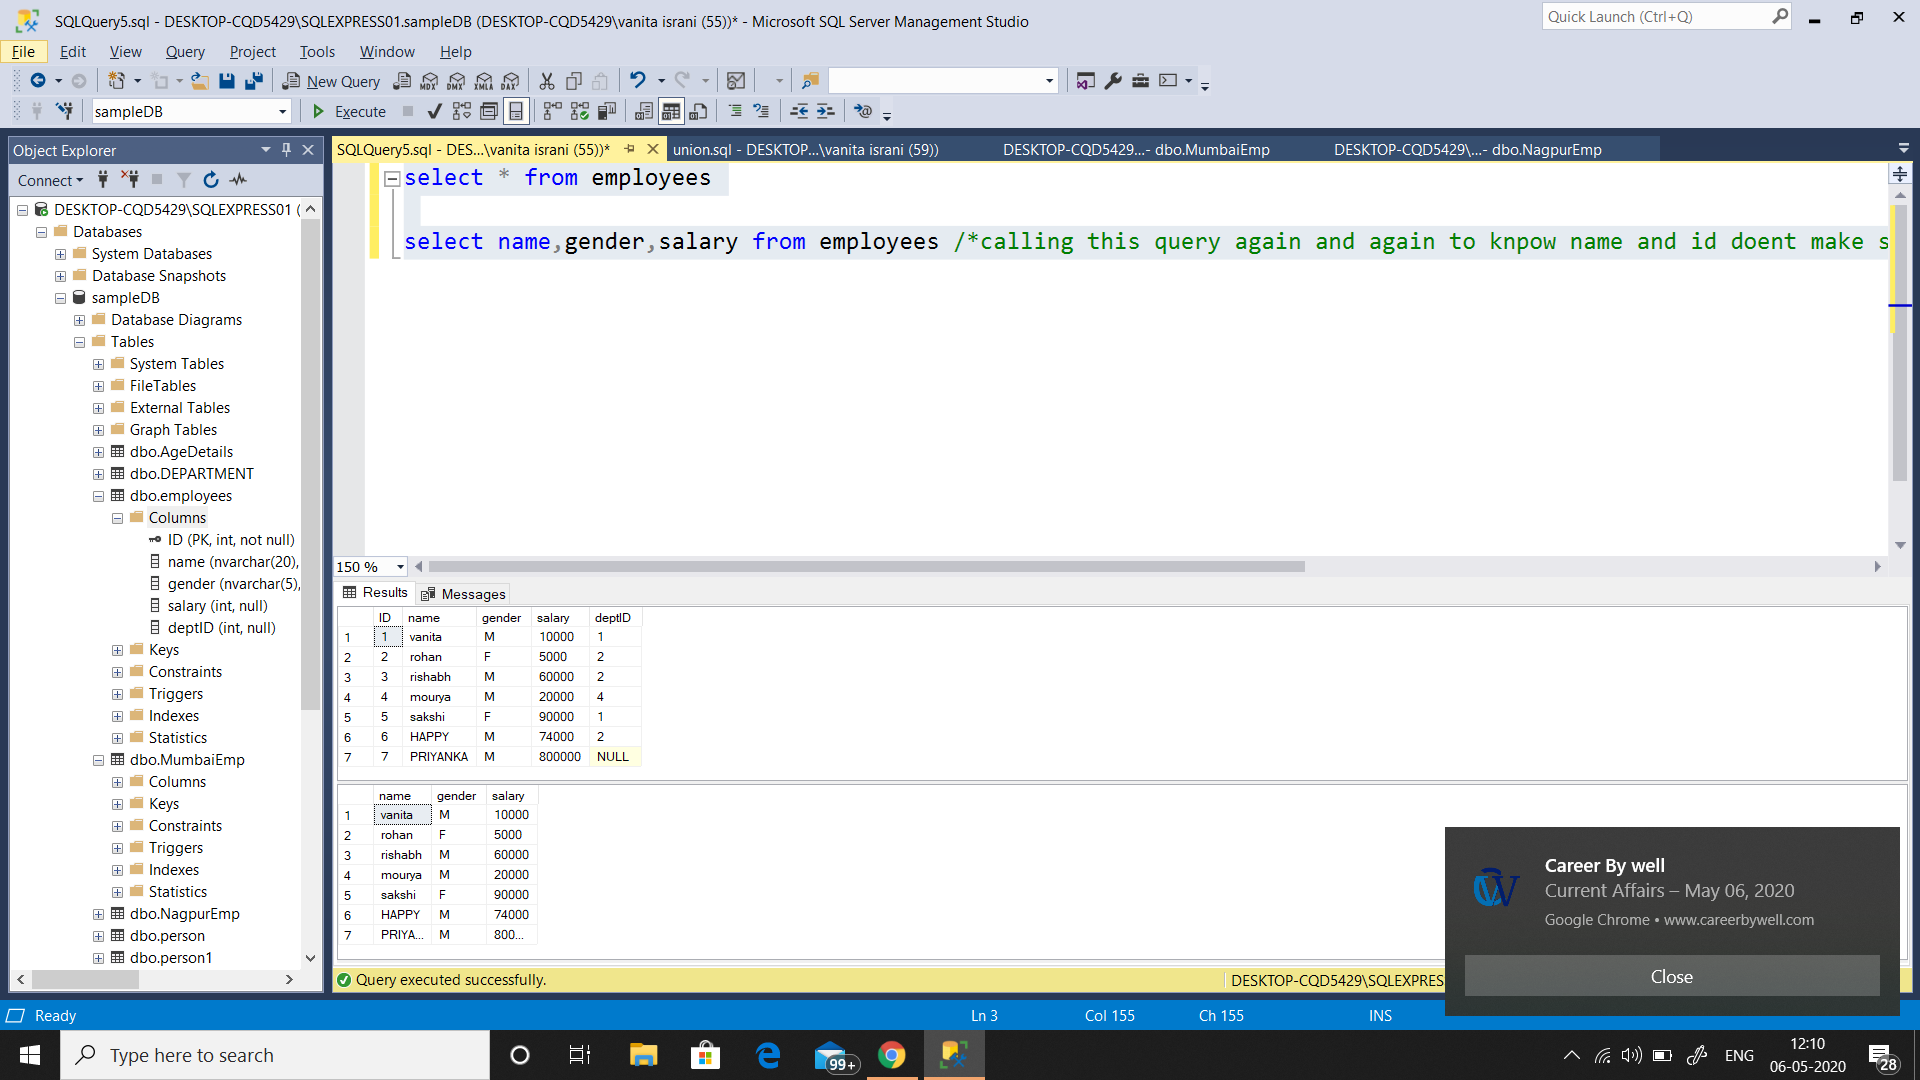 SQLQuery5.sql - DESKTOP-CQD5429\SQLEXPRESS01.sampleDB (DESKTOP-CQD5429\vanita israni (55))* - Microsoft SQL Server Management Studio
Quick Launch (Ctrl+Q)
File Edit View Query Project Tools Window Help
New Query MDX DMX XMLA DAX
sampleDB Execute
Object Explorer
Connect
DESKTOP-CQD5429\SQLEXPRESS01 (
Databases
System Databases
Database Snapshots
sampleDB
Database Diagrams
Tables
System Tables
FileTables
External Tables
Graph Tables
dbo.AgeDetails
dbo.DEPARTMENT
dbo.employees
Columns
ID (PK, int, not null)
name (nvarchar(20),
gender (nvarchar(5),
salary (int, null)
deptID (int, null)
Keys
Constraints
Triggers
Indexes
Statistics
dbo.MumbaiEmp
Columns
Keys
Constraints
Triggers
Indexes
Statistics
dbo.NagpurEmp
dbo.person
dbo.person1
SQLQuery5.sql - DES...\vanita israni (55))* union.sql - DESKTOP...\vanita israni (59)) DESKTOP-CQD5429...- dbo.MumbaiEmp DESKTOP-CQD5429\...- dbo.NagpurEmp
select * from employees
select name,gender,salary from employees /*calling this query again and again to knpow name and id doent make s
150 %
Results Messages
ID name gender salary deptID
1 1 vanita M 10000 1
2 2 rohan F 5000 2
3 3 rishabh M 60000 2
4 4 mourya M 20000 4
5 5 sakshi F 90000 1
6 6 HAPPY M 74000 2
7 7 PRIYANKA M 800000 NULL
name gender salary
1 vanita M 10000
2 rohan F 5000
3 rishabh M 60000
4 mourya M 20000
5 sakshi F 90000
6 HAPPY M 74000
7 PRIYA... M 800...
Query executed successfully. DESKTOP-CQD5429\SQLEXPRES
Career By well
Current Affairs – May 06, 2020
Google Chrome • www.careerbywell.com
Close
Ready Ln 3 Col 155 Ch 155 INS
Type here to search
99+
ENG
12:10
06-05-2020
28